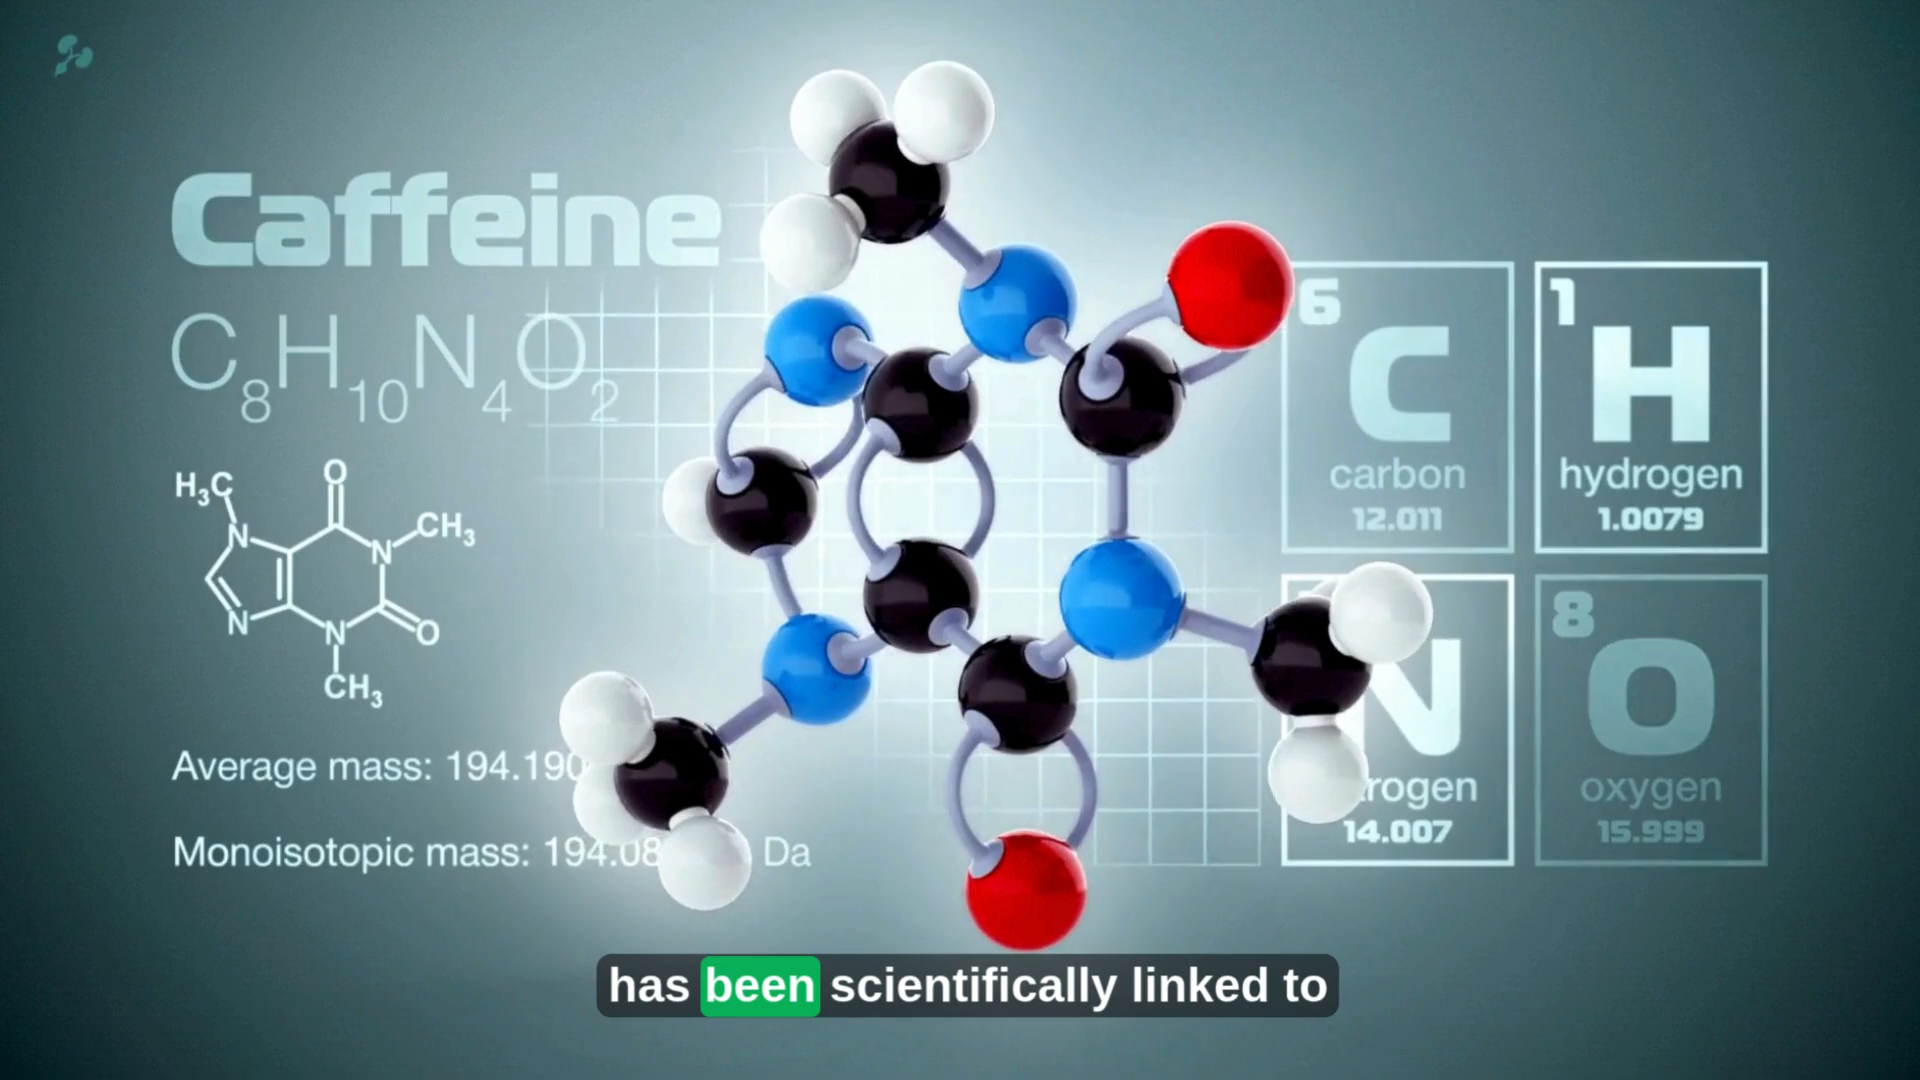 Caffeine
C8H10N4O2
H3C
O
CH3
N
N
N
N
O
CH3
Average mass: 194.190
Monoisotopic mass: 194.08 Da
6
C
carbon
12.011
1
H
hydrogen
1.0079
N
rogen
14.007
8
O
oxygen
15.999
has been scientifically linked to